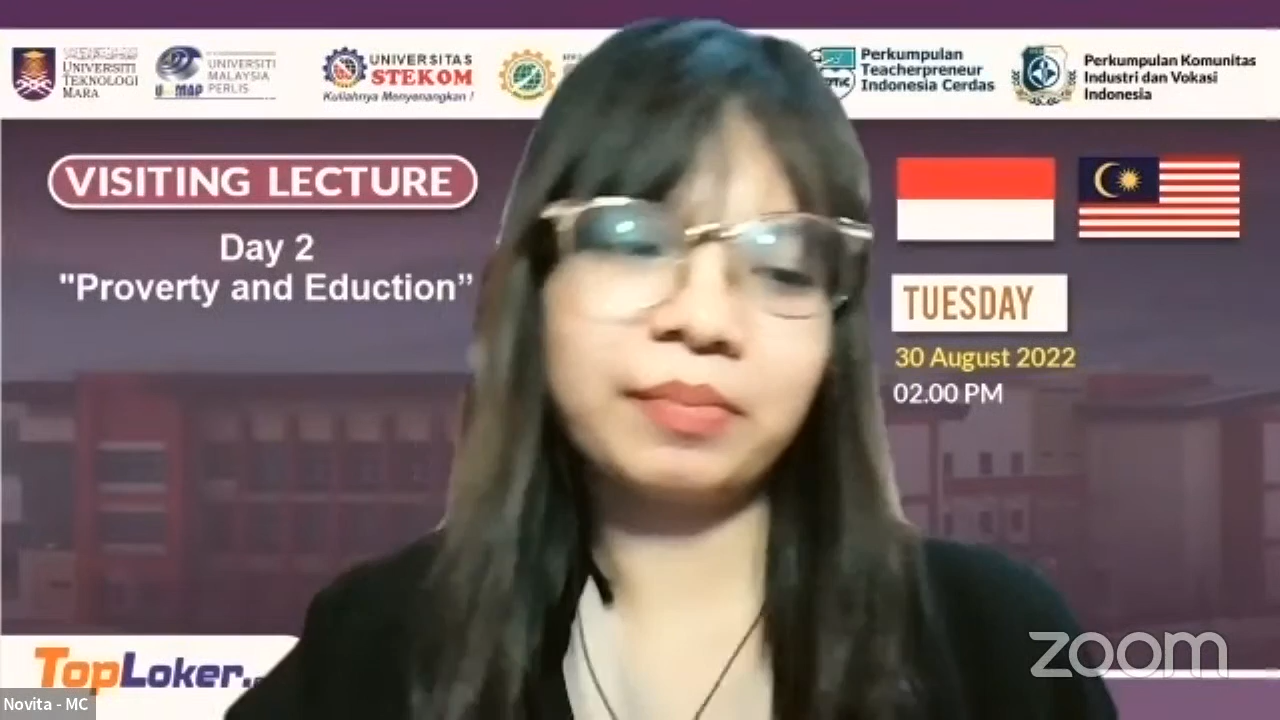 UNIVERSITI
TEKNOLOGI
MARA
UNIVERSITI
MALAYSIA
PERLIS
UNIVERSITAS
STEKOM
Kuliahnya Menyenangkan !
Perkumpulan
Teacherpreneur
Indonesia Cerdas
Perkumpulan Komunitas
Industri dan Vokasi
Indonesia
VISITING LECTURE
Day 2
"Proverty and Eduction”
TUESDAY
30 August 2022
02.00 PM
TopLoker.
Novita - MC
zoom